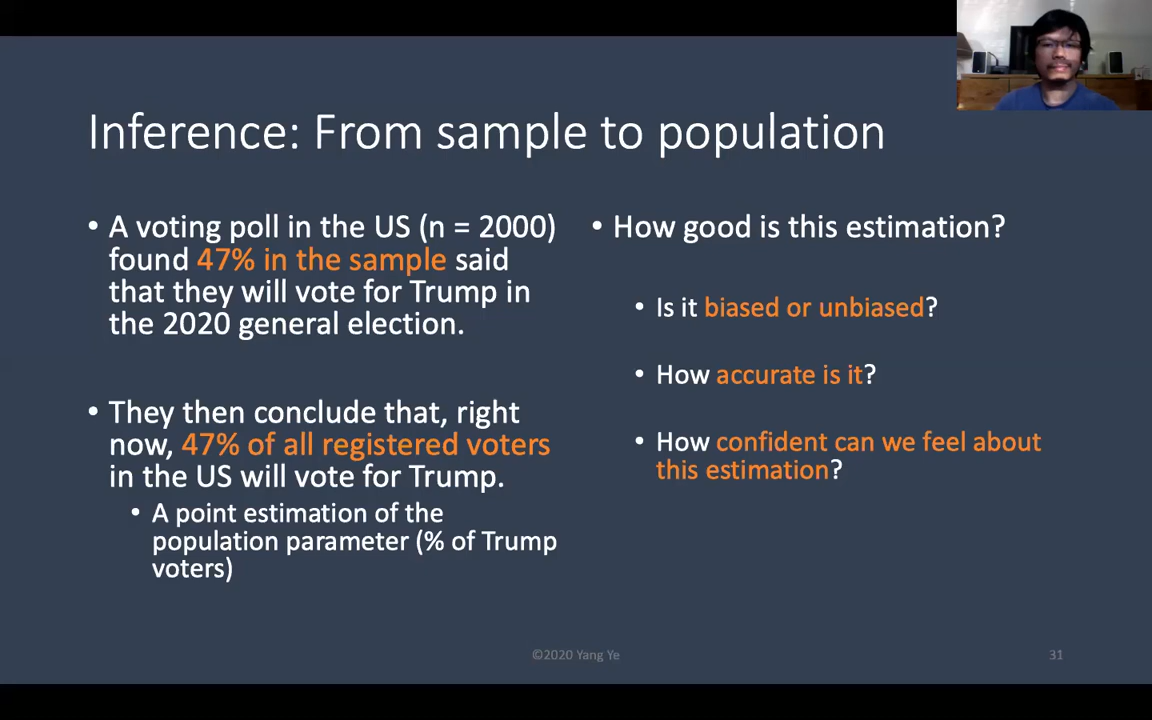 Inference: From sample to population
• A voting poll in the US (n = 2000)
found 47% in the sample said
that they will vote for Trump in
the 2020 general election.
• They then conclude that, right
now, 47% of all registered voters
in the US will vote for Trump.
• A point estimation of the
population parameter (% of Trump
voters)
• How good is this estimation?
• Is it biased or unbiased?
• How accurate is it?
• How confident can we feel about
this estimation?
©2020 Yang Ye
31